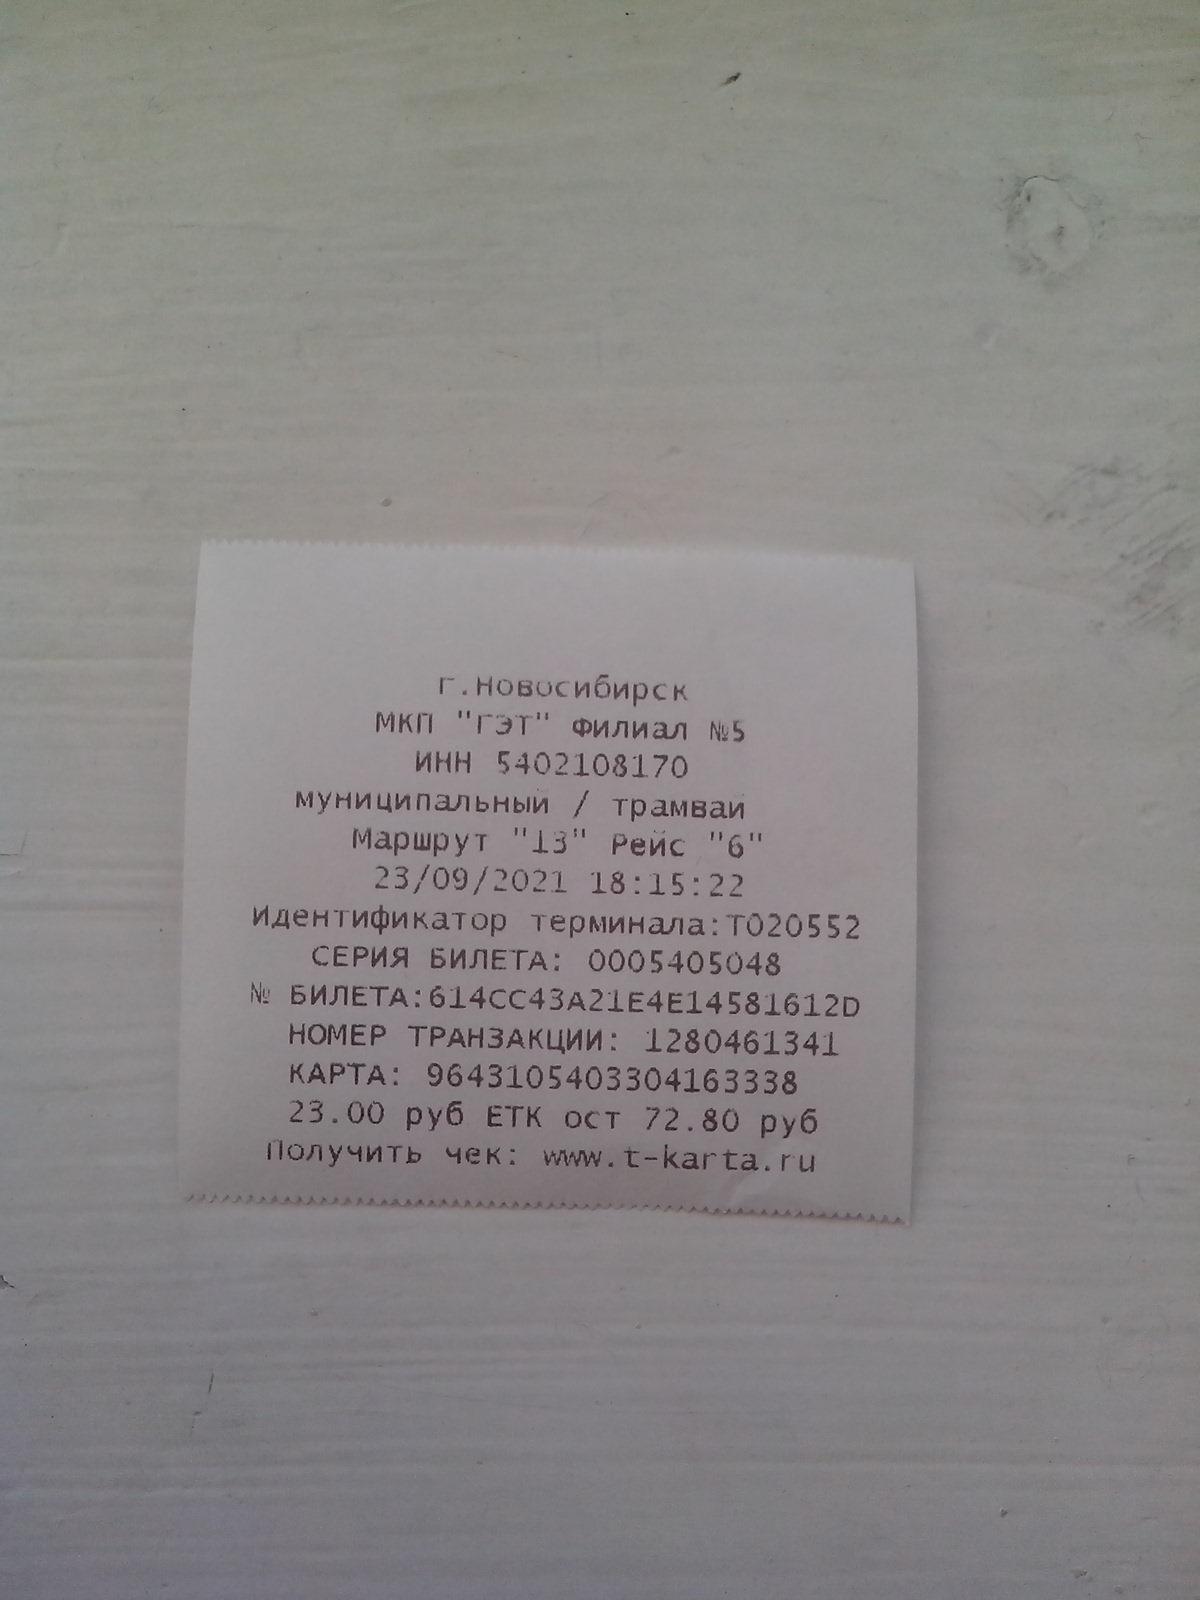 г.Новосибирск
МКП "ГЭТ" Филиал №5
ИНН 5402108170
муниципальный / трамвай
Маршрут "13" Рейс "6"
23/09/2021 18:15:22
Идентификатор терминала:T020552
СЕРИЯ БИЛЕТА: 0005405048
№ БИЛЕТА:614CC43A21E4E14581612D
НОМЕР ТРАНЗАКЦИИ: 1280461341
КАРТА: 9643105403304163338
23.00 руб ЕТК ост 72.80 руб
Получить чек: www.t-karta.ru